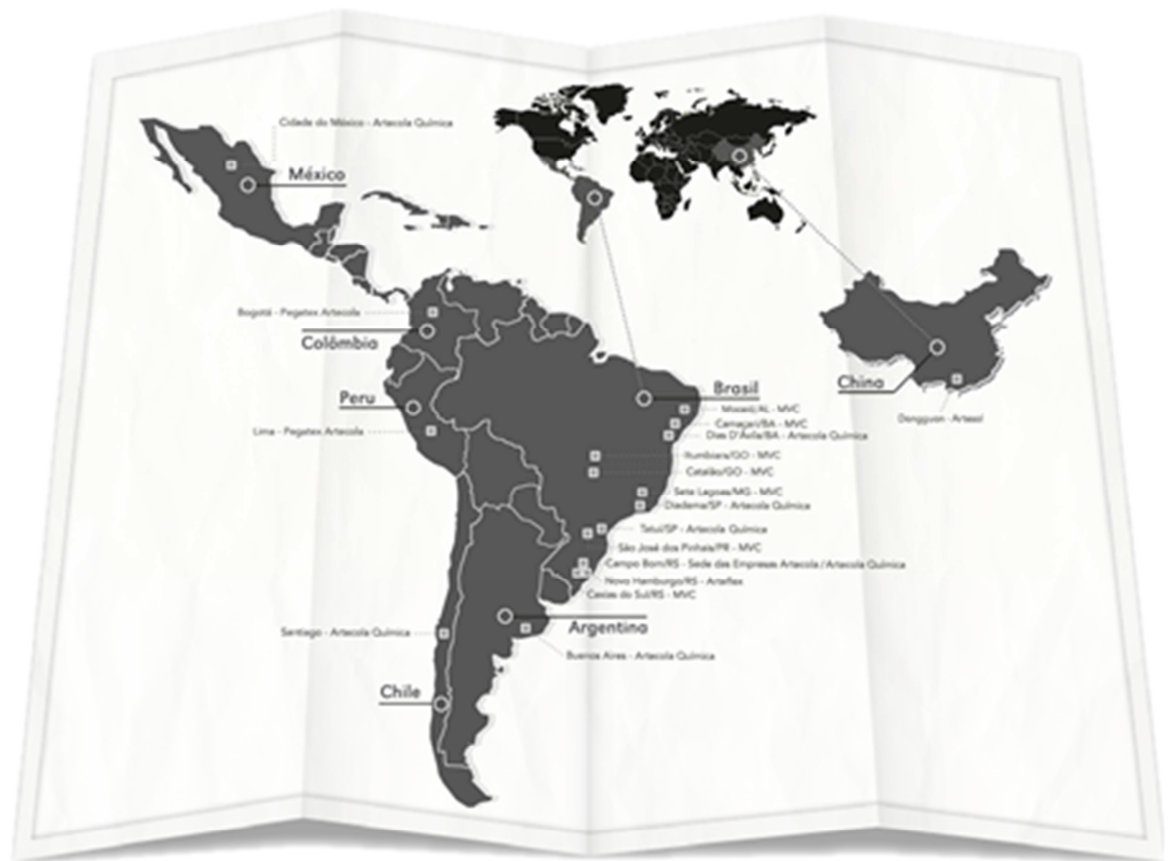 Cidade do México - Artecola Química
México
Bogotá - Pegatex Artecola
Colômbia
Peru
Lima - Pegatex Artecola
Brasil
Maceió/AL - MVC
Camaçari/BA - MVC
Dias D'Ávila/BA - Artecola Química
Itumbiara/GO - MVC
Catalão/GO - MVC
Sete Lagoas/MG - MVC
Diadema/SP - Artecola Química
Tatuí/SP - Artecola Química
São José dos Pinhais/PR - MVC
Campo Bom/RS - Sede das Empresas Artecola / Artecola Química
Novo Hamburgo/RS - Arteflex
Caxias do Sul/RS - MVC
Argentina
Buenos Aires - Artecola Química
Santiago - Artecola Química
Chile
China
Dongguan - Artesol